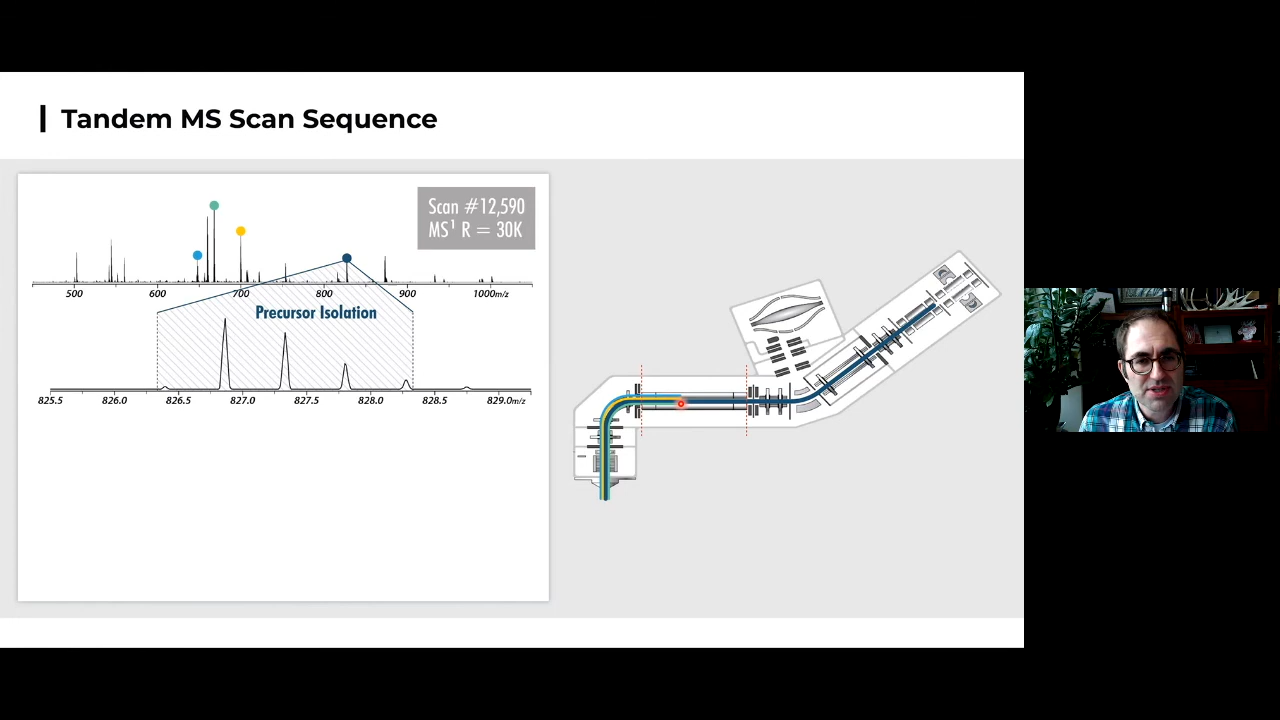 Tandem MS Scan Sequence
Scan #12,590
MS¹ R = 30K
500 600 700 800 900 1000m/z
Precursor Isolation
825.5 826.0 826.5 827.0 827.5 828.0 828.5 829.0m/z